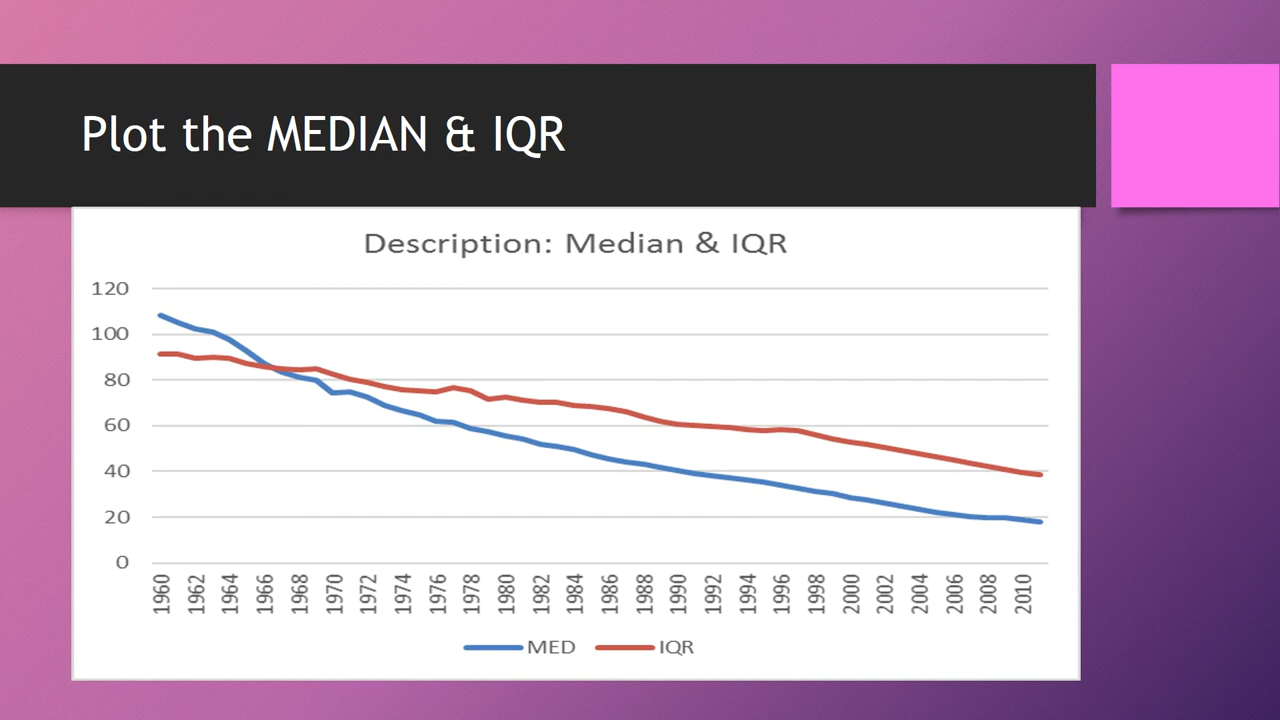 Plot the MEDIAN & IQR
Description: Median & IQR
120
100
80
60
40
20
0
1960 1962 1964 1966 1968 1970 1972 1974 1976 1978 1980 1982 1984 1986 1988 1990 1992 1994 1996 1998 2000 2002 2004 2006 2008 2010
MED IQR